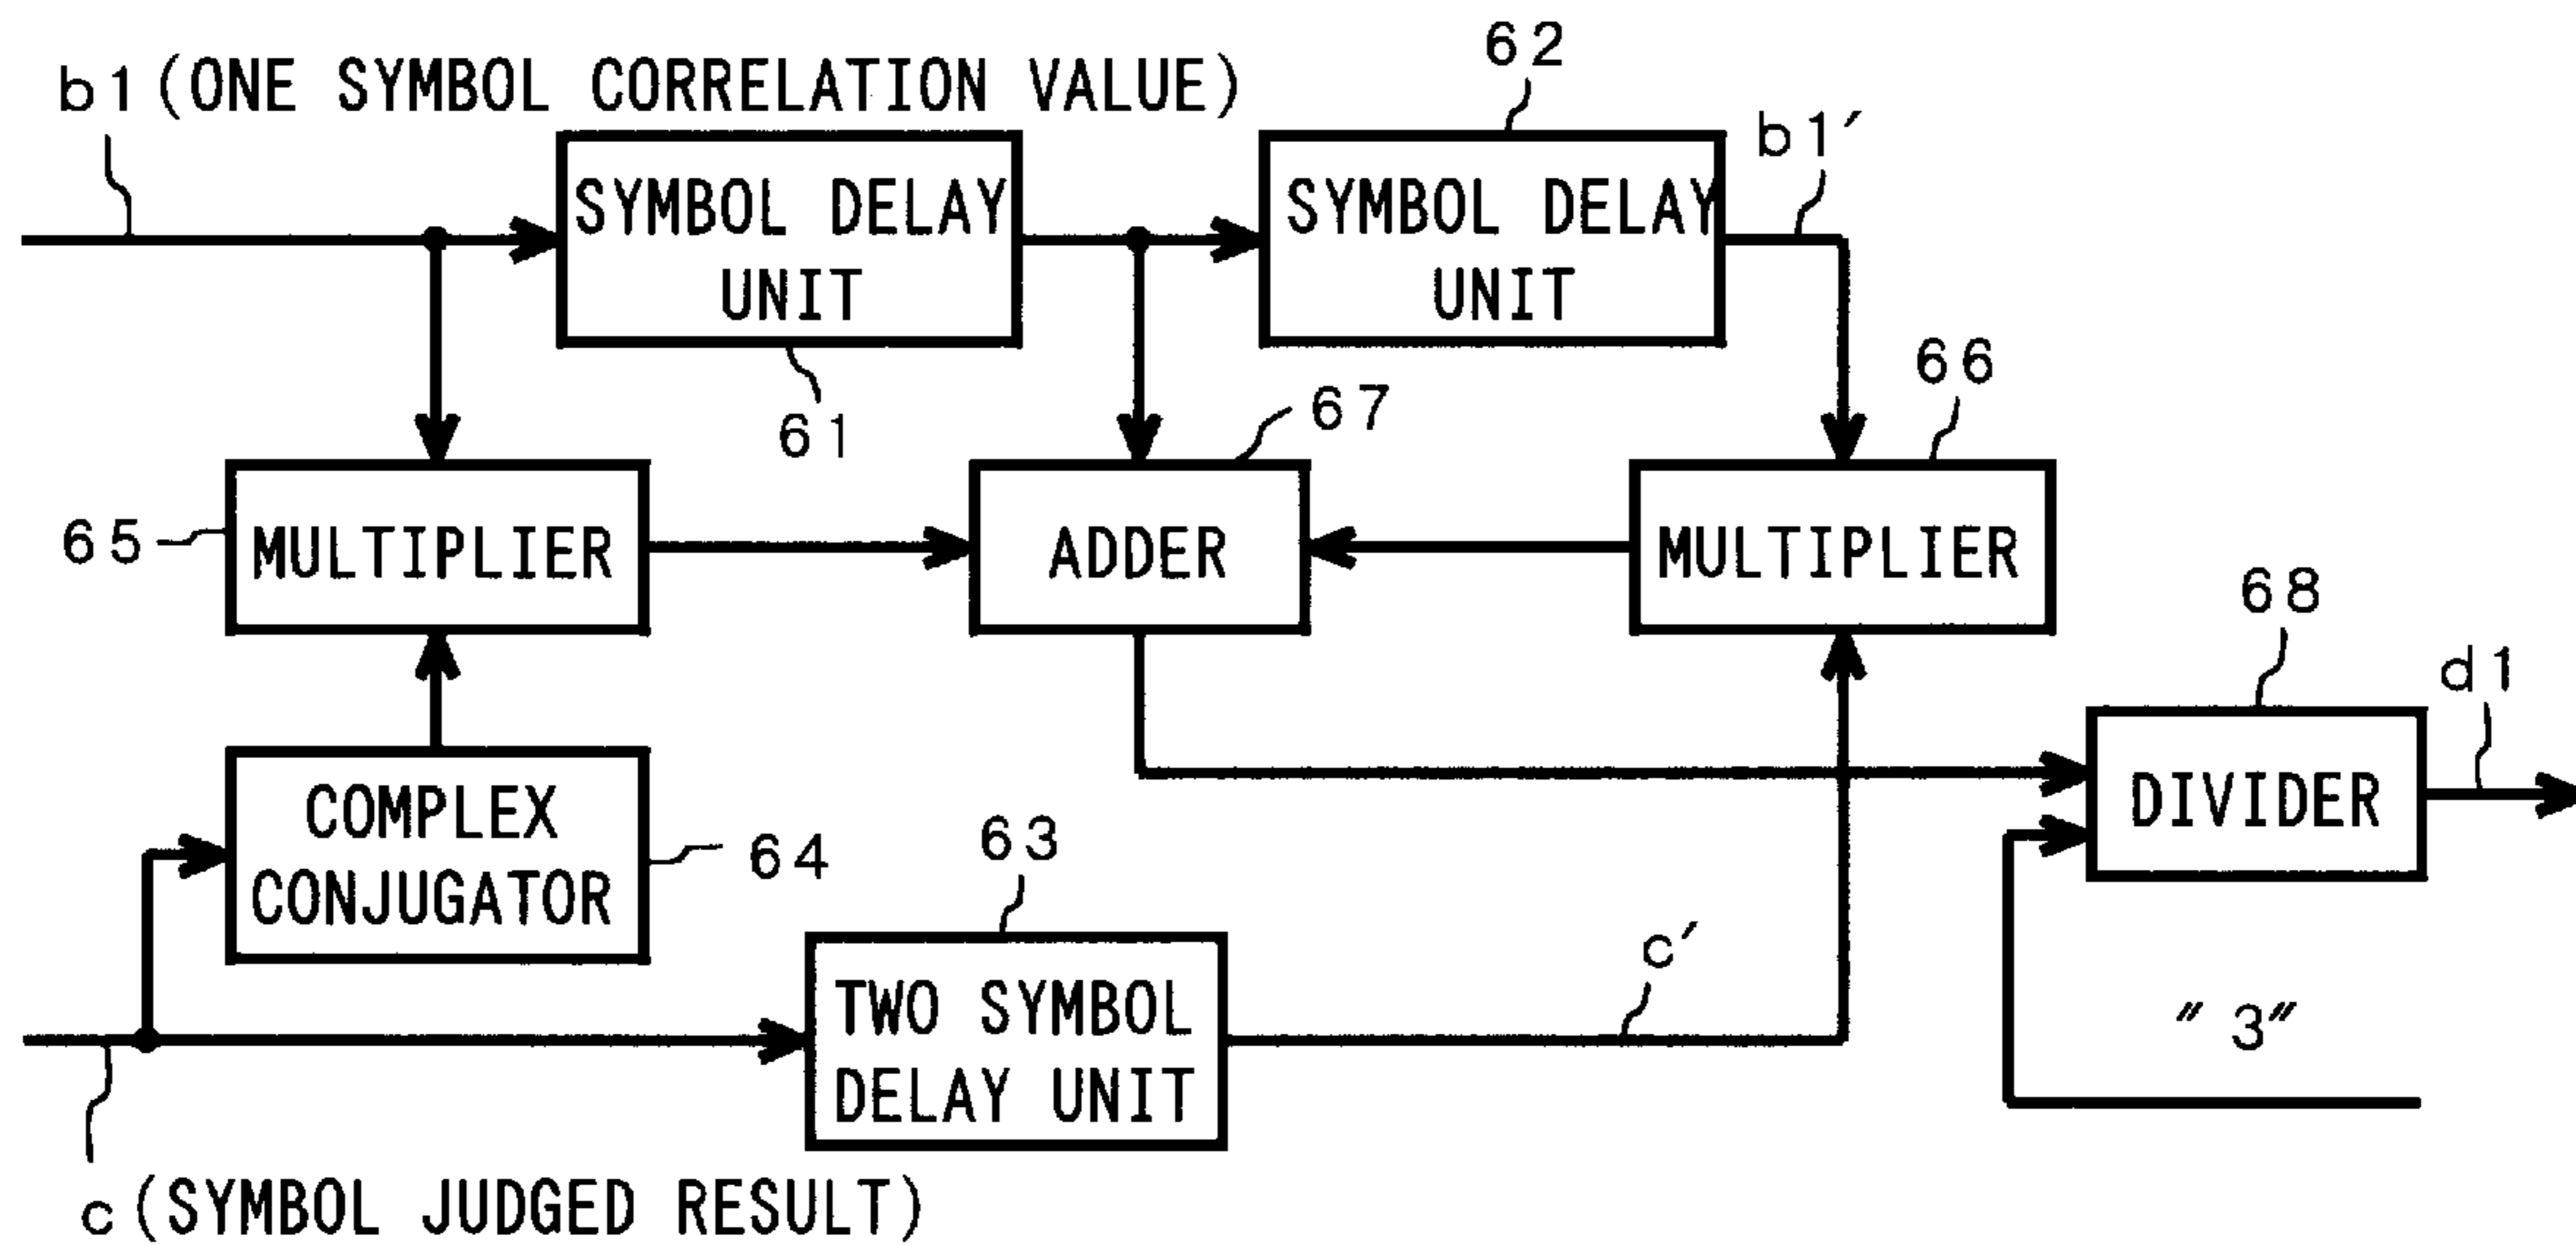 62
b1 (ONE SYMBOL CORRELATION VALUE)
b1′
SYMBOL DELAY
UNIT
SYMBOL DELAY
UNIT
61
67
66
65
MULTIPLIER
ADDER
MULTIPLIER
68
d1
COMPLEX
CONJUGATOR
64
63
DIVIDER
c′
TWO SYMBOL
DELAY UNIT
″3″
c (SYMBOL JUDGED RESULT)